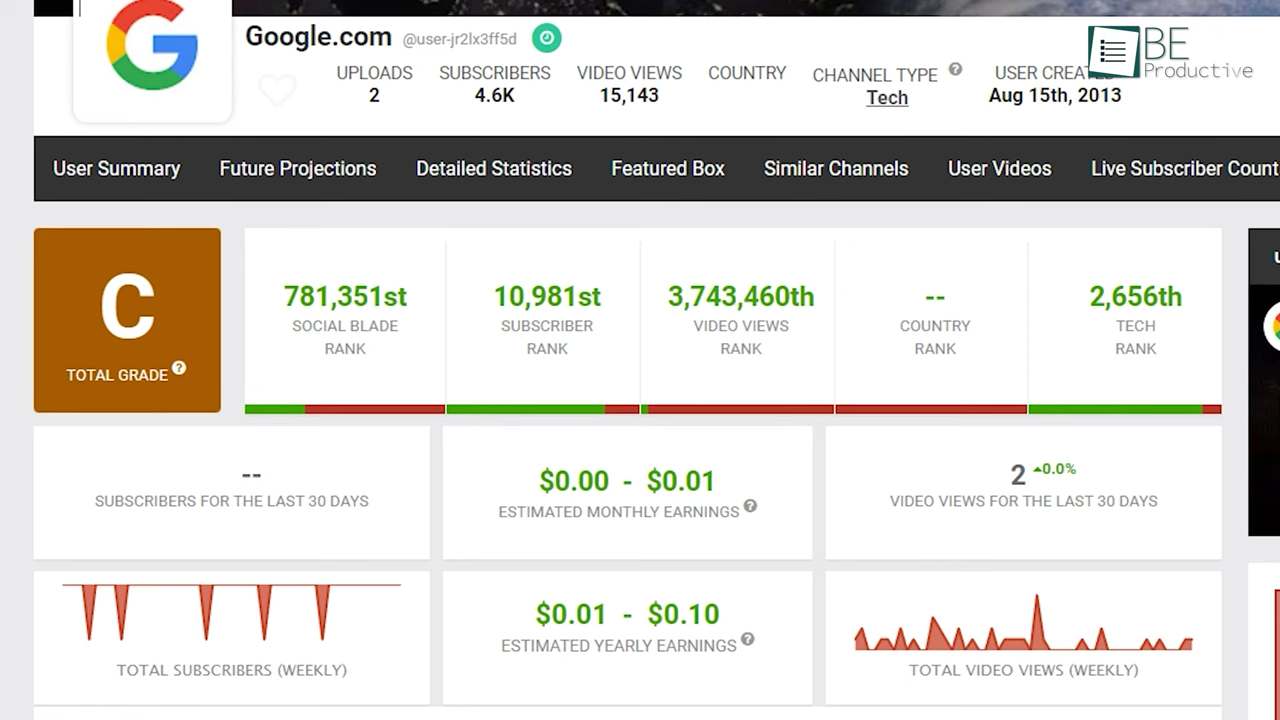 Google.com @user-jr2lx3ff5d
BE
Productive
UPLOADS
2
SUBSCRIBERS
4.6K
VIDEO VIEWS
15,143
COUNTRY
CHANNEL TYPE ?
Tech
USER CREATED
Aug 15th, 2013
User Summary
Future Projections
Detailed Statistics
Featured Box
Similar Channels
User Videos
Live Subscriber Count
C
TOTAL GRADE ?
781,351st
SOCIAL BLADE
RANK
10,981st
SUBSCRIBER
RANK
3,743,460th
VIDEO VIEWS
RANK
--
COUNTRY
RANK
2,656th
TECH
RANK
--
SUBSCRIBERS FOR THE LAST 30 DAYS
$0.00 - $0.01
ESTIMATED MONTHLY EARNINGS ?
2 0.0%
VIDEO VIEWS FOR THE LAST 30 DAYS
TOTAL SUBSCRIBERS (WEEKLY)
$0.01 - $0.10
ESTIMATED YEARLY EARNINGS ?
TOTAL VIDEO VIEWS (WEEKLY)